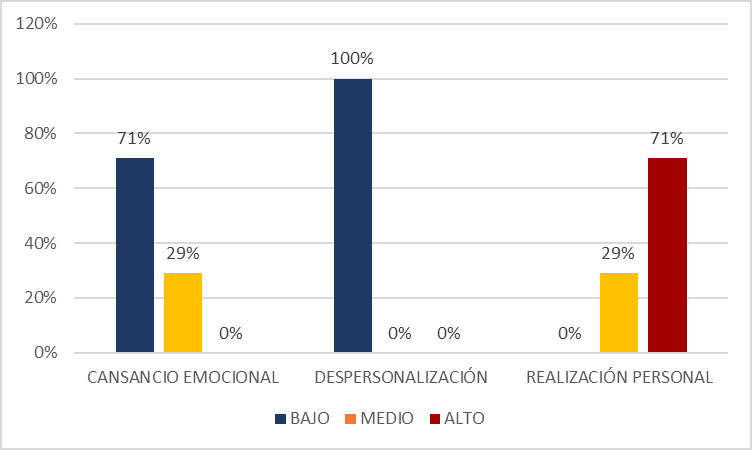 120%
100%
80%
60%
40%
20%
0%
71%
29%
0%
100%
0%
0%
0%
29%
71%
CANSANCIO EMOCIONAL
DESPERSONALIZACIÓN
REALIZACIÓN PERSONAL
BAJO
MEDIO
ALTO